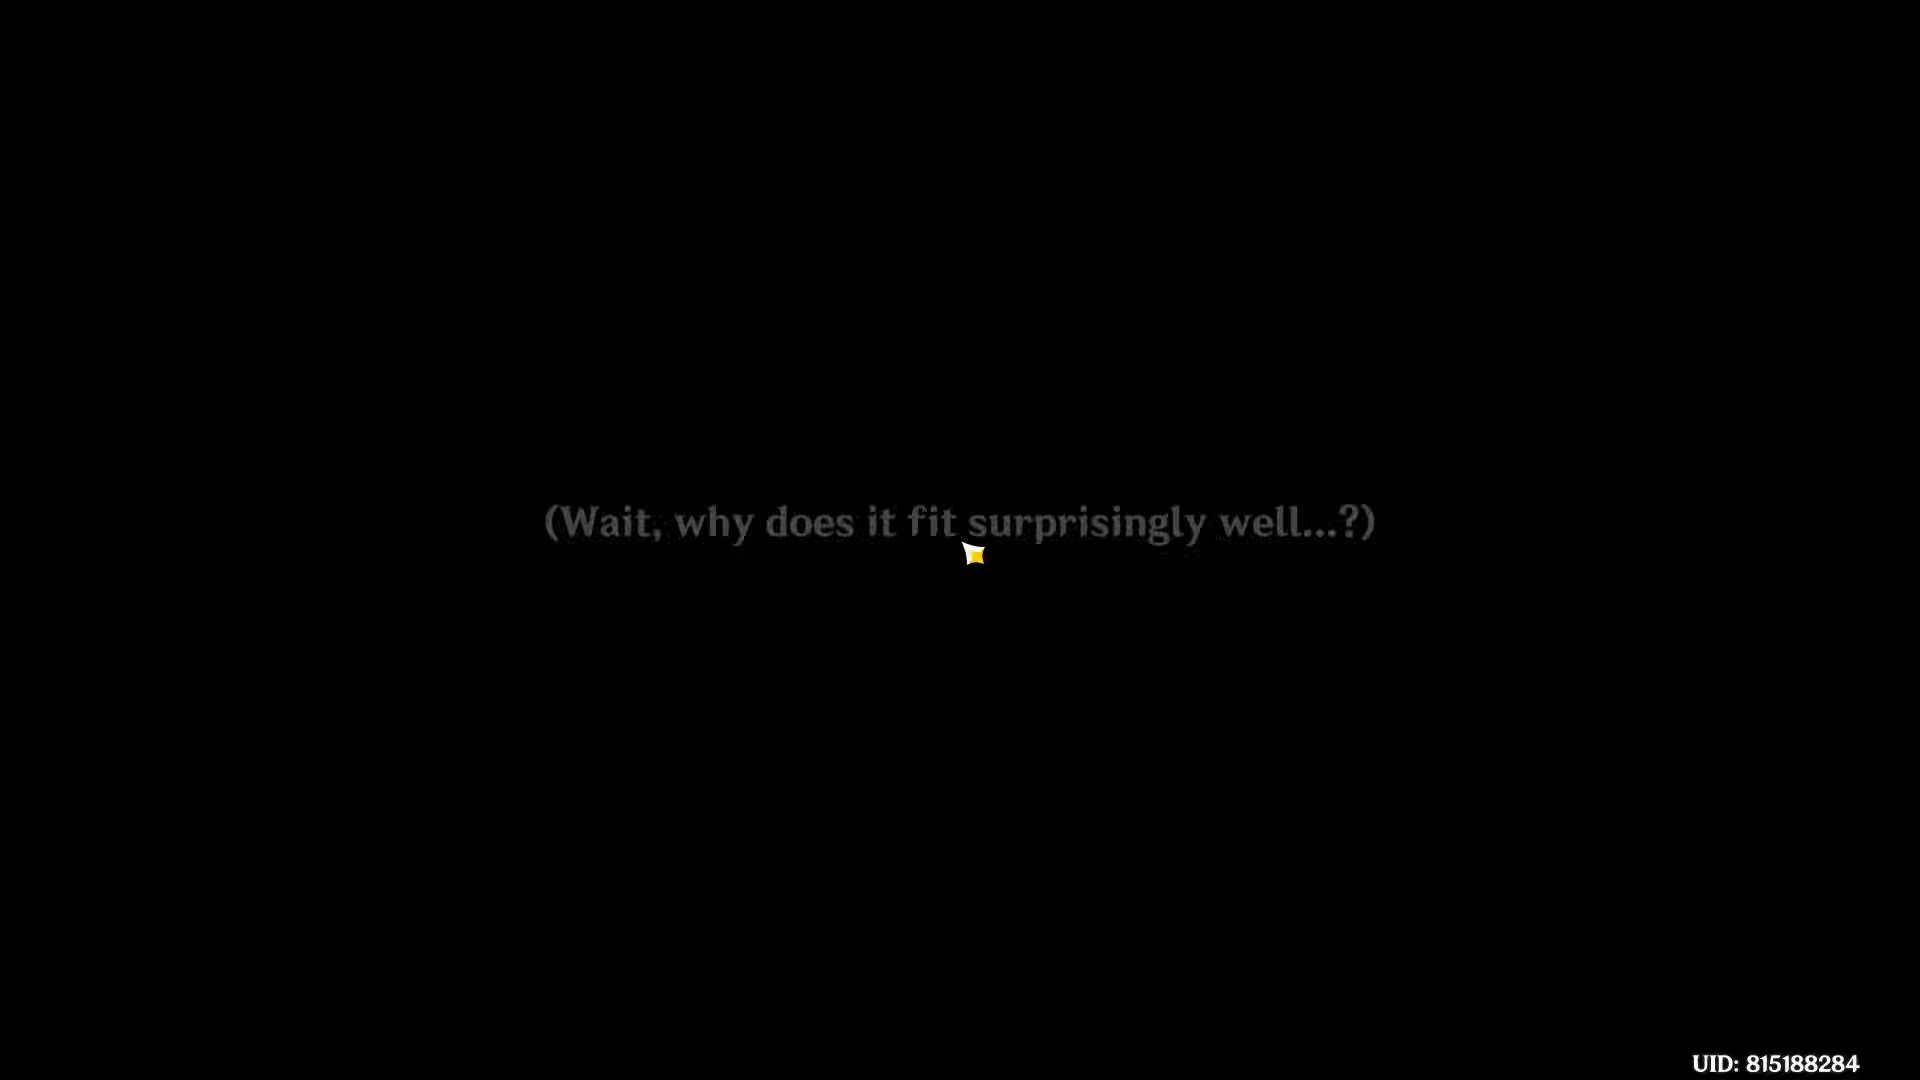 (Wait, why does it fit surprisingly well...?)
UID: 815188284